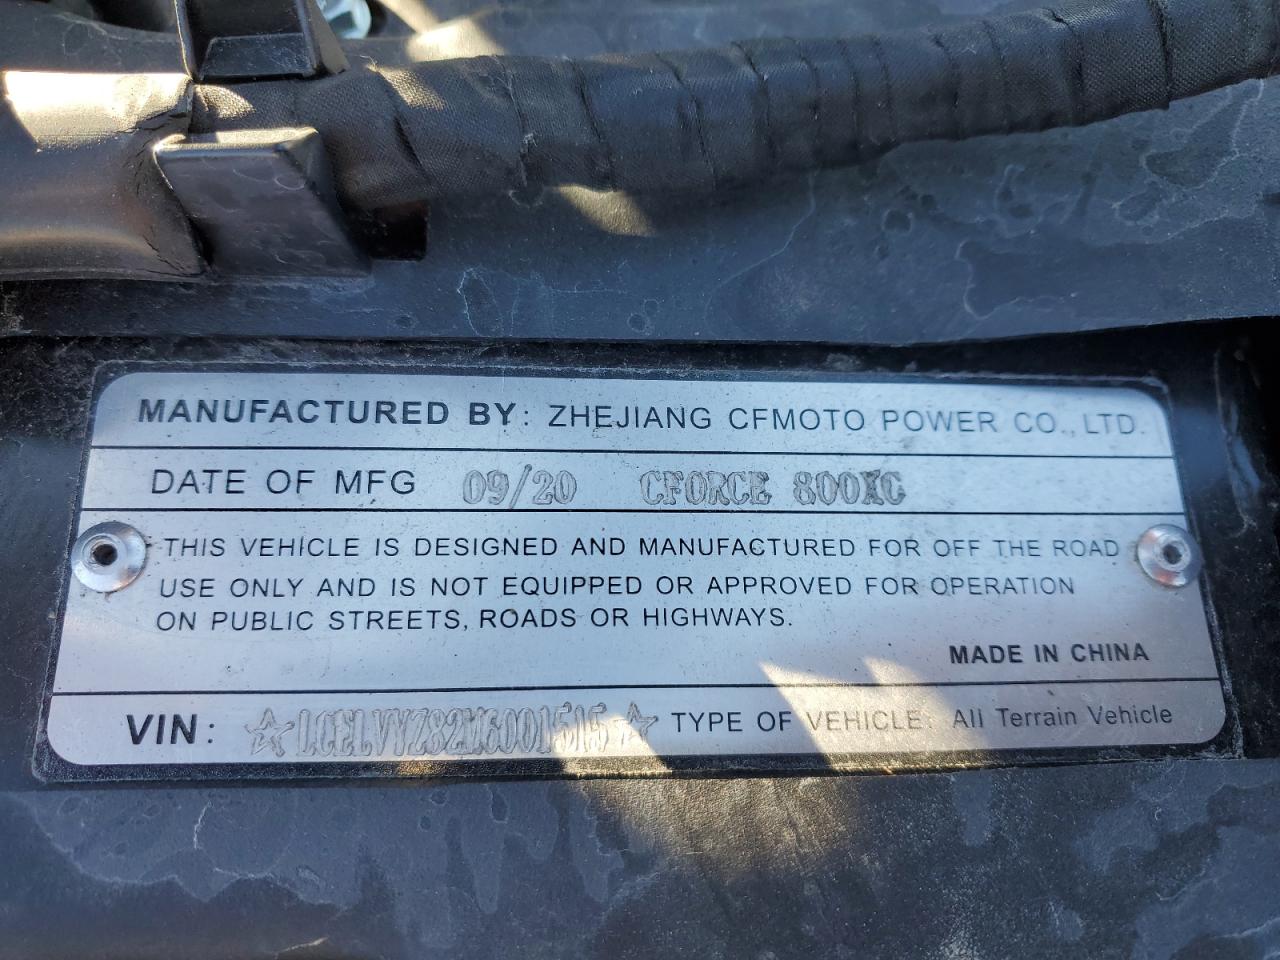 MANUFACTURED BY: ZHEJIANG CFMOTO POWER CO., LTD.
DATE OF MFG 09/20 CFORCE 800XC
THIS VEHICLE IS DESIGNED AND MANUFACTURED FOR OFF THE ROAD
USE ONLY AND IS NOT EQUIPPED OR APPROVED FOR OPERATION
ON PUBLIC STREETS, ROADS OR HIGHWAYS.
MADE IN CHINA
VIN: ☆LCELVYZ82M6001515☆ TYPE OF VEHICLE: All Terrain Vehicle